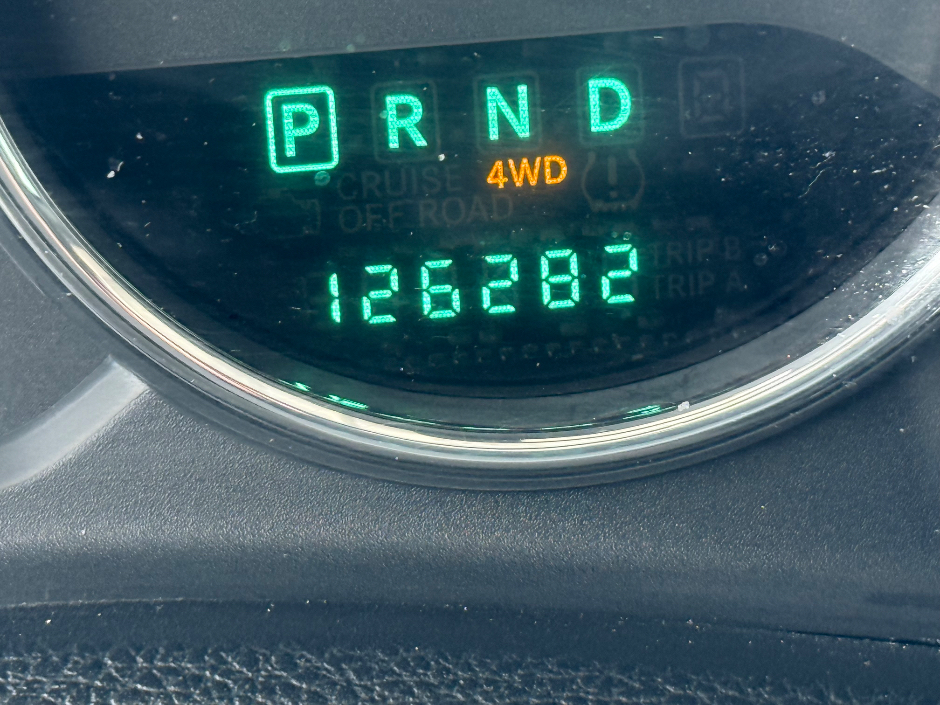 P R N D
4WD
CRUISE
OFF ROAD
TRIP B
126282
TRIP A